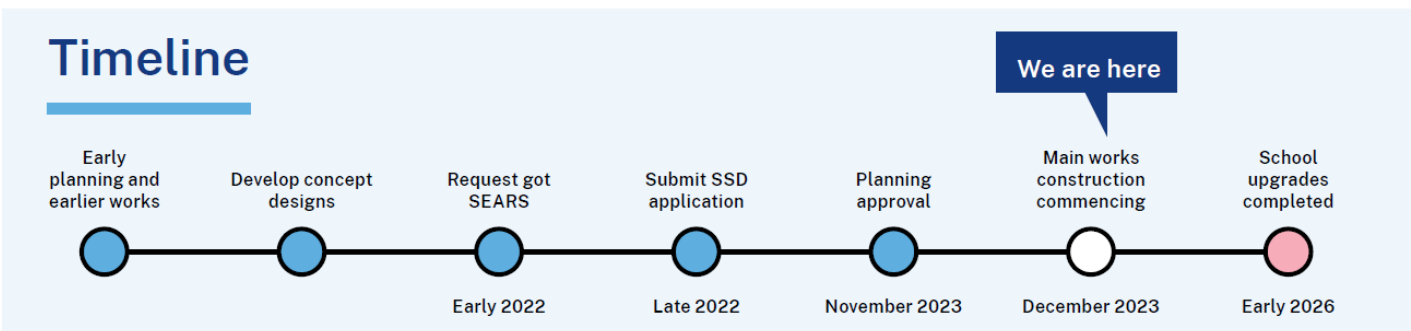 Timeline
We are here
Early
planning and
earlier works
Develop concept
designs
Request got
SEARS
Submit SSD
application
Planning
approval
Main works
construction
commencing
School
upgrades
completed
Early 2022
Late 2022
November 2023
December 2023
Early 2026